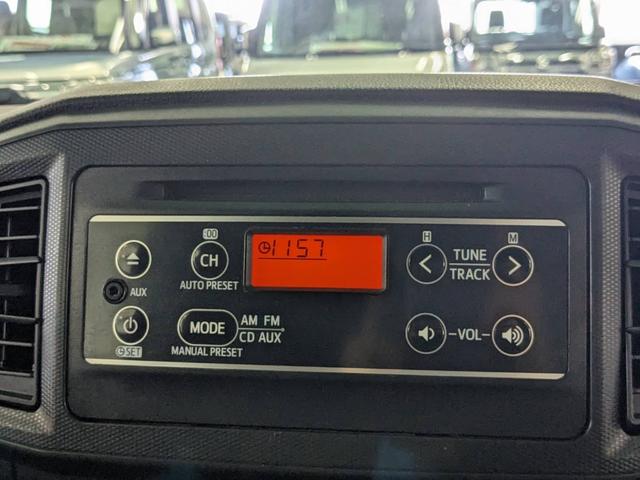 :00
H
M
1157
CH
AUTO PRESET
< TUNE >
TRACK
AUX
MODE
AM FM
CD AUX
MANUAL PRESET
SET
VOL